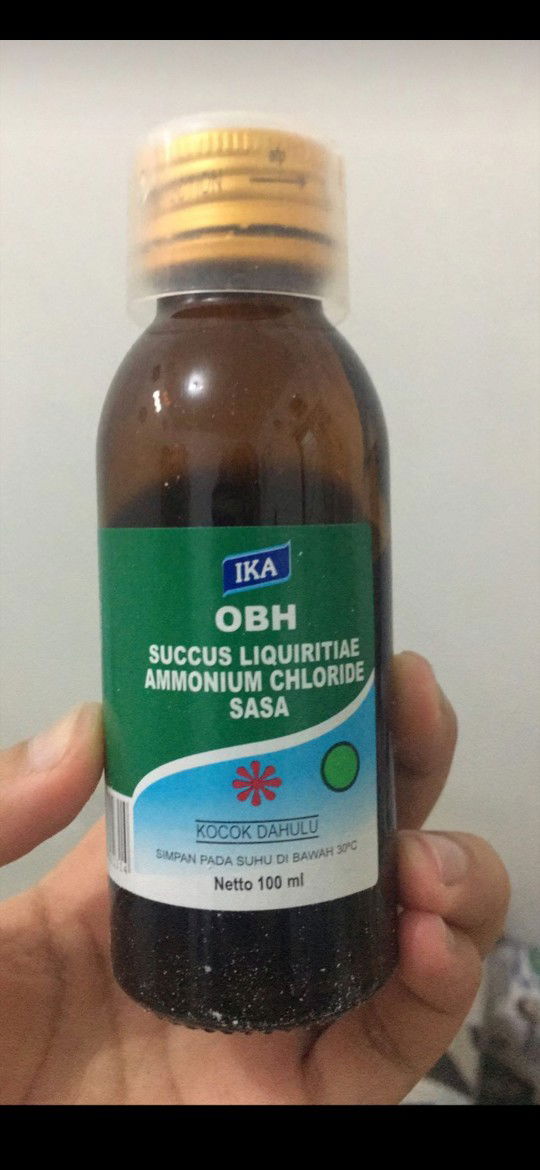 IKA
OBH
SUCCUS LIQUIRITIAE
AMMONIUM CHLORIDE
SASA
KOCOK DAHULU
SIMPAN PADA SUHU DI BAWAH 30°C
Netto 100 ml